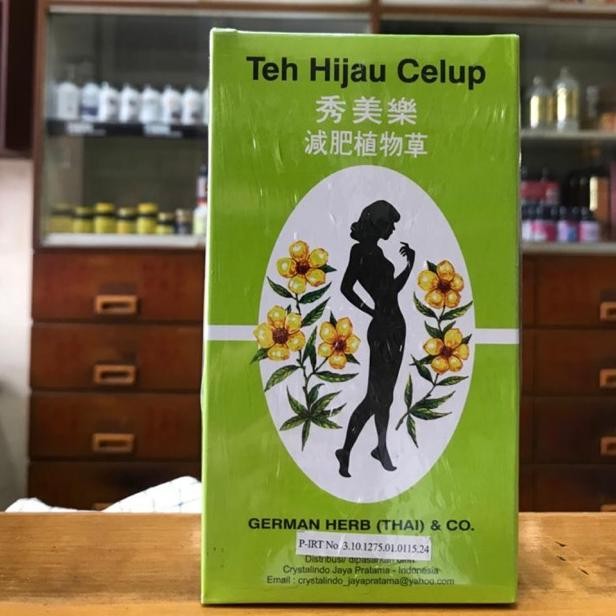 Teh Hijau Celup
秀美樂
減肥植物草
GERMAN HERB (THAI) & CO.
P-IRT No. 3.10.1275.01.0115.24
Crystalindo Jaya Pratama - Indonesia
Email : crystalindo_jayapratama@yahoo.com